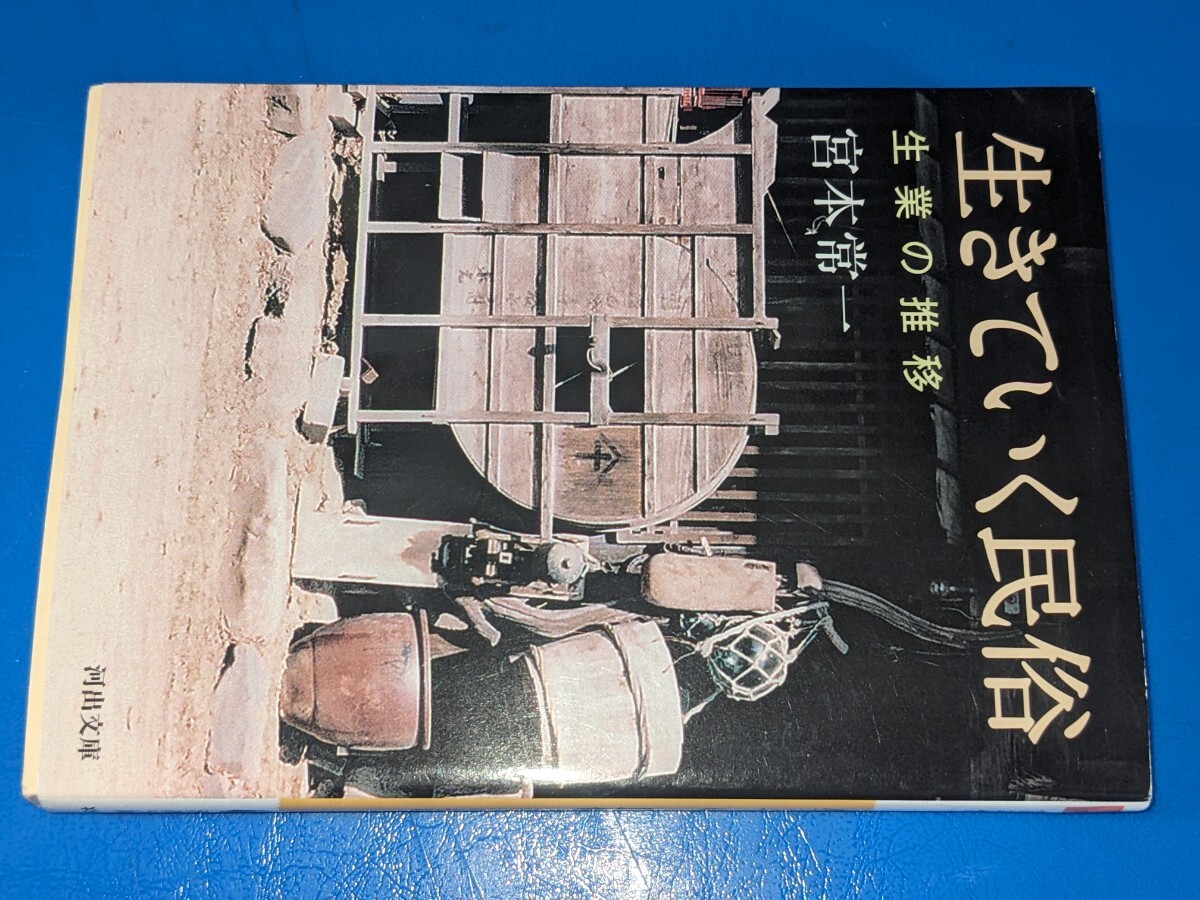 生きていく民俗
生業の推移
宮本常一
河出文庫